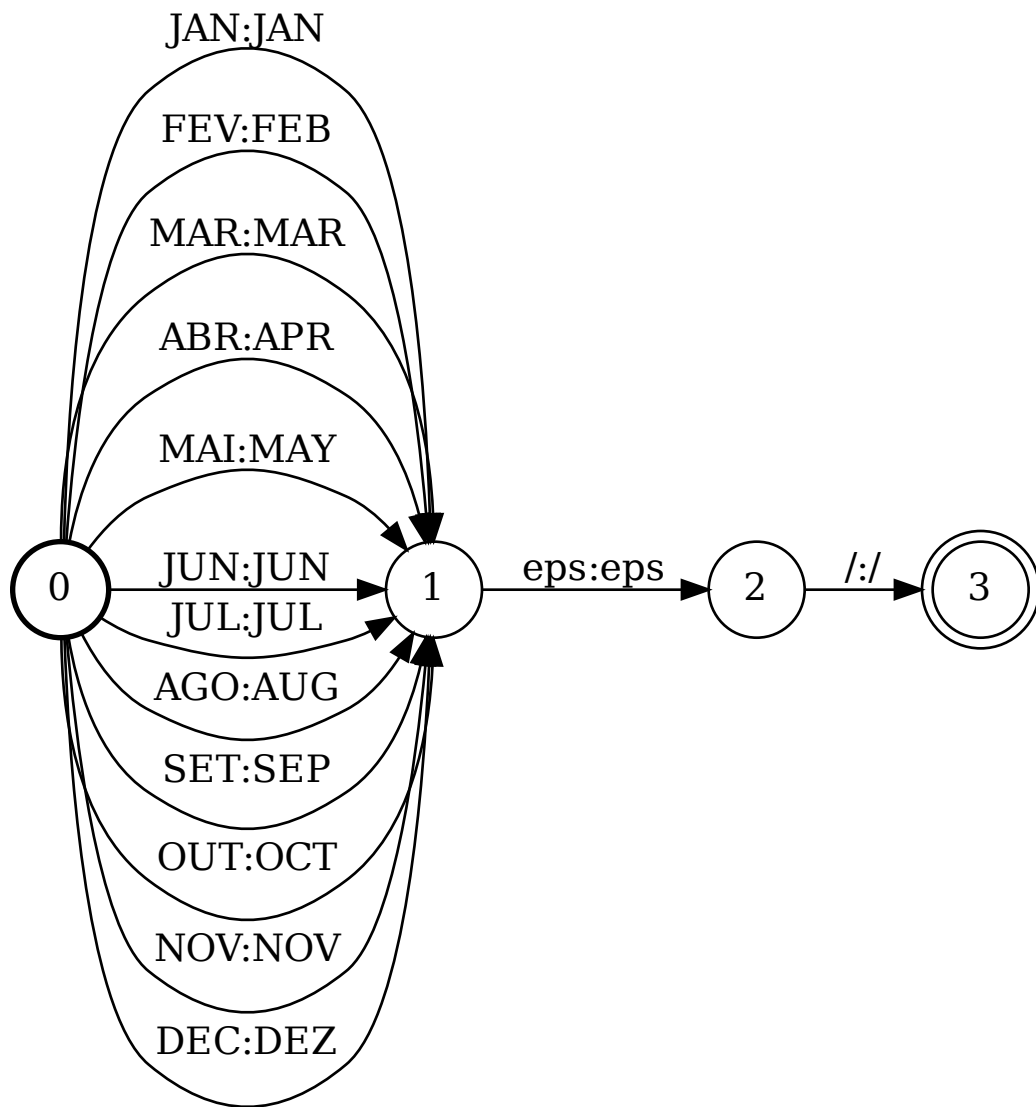 JAN:JAN
FEV:FEB
MAR:MAR
ABR:APR
MAI:MAY
JUN:JUN
0
1
eps:eps
2
/:/
3
JUL:JUL
AGO:AUG
SET:SEP
OUT:OCT
NOV:NOV
DEC:DEZ